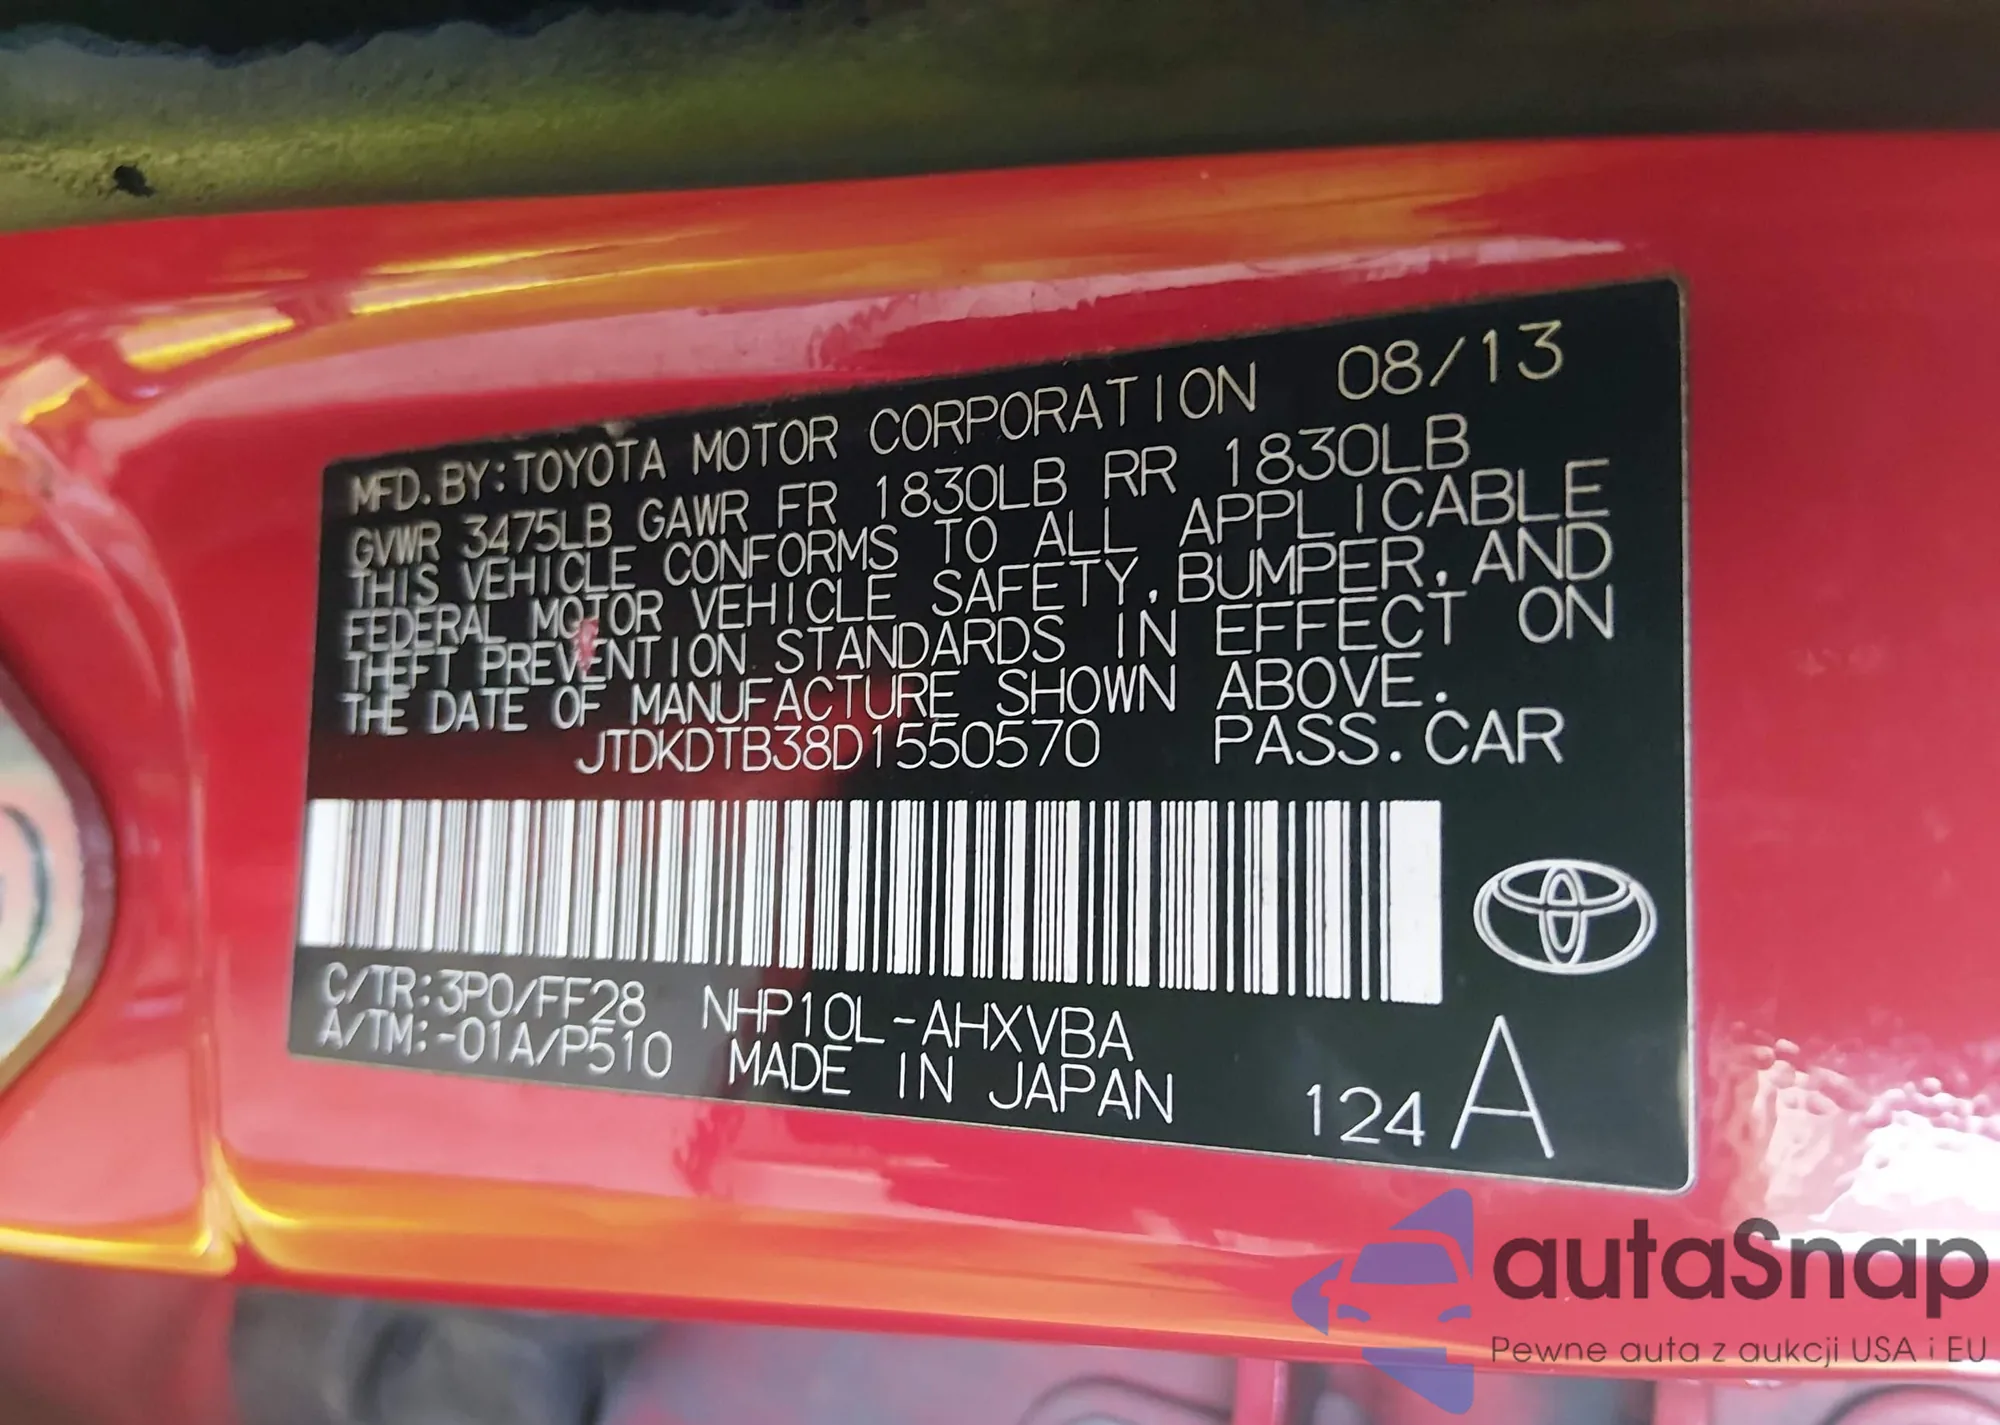 MFD.BY:TOYOTA MOTOR CORPORATION 08/13
GVWR 3475LB GAWR FR 1830LB RR 1830LB
THIS VEHICLE CONFORMS TO ALL APPLICABLE
FEDERAL MOTOR VEHICLE SAFETY, BUMPER, AND
THEFT PREVENTION STANDARDS IN EFFECT ON
THE DATE OF MANUFACTURE SHOWN ABOVE.
JTDKDTB38D1550570 PASS.CAR
C/TR:3P0/FF28 NHP10L-AHXVBA
A/TM:-01A/P510 MADE IN JAPAN
124 A
autaSnap
Pewne auta z aukcji USA i EU